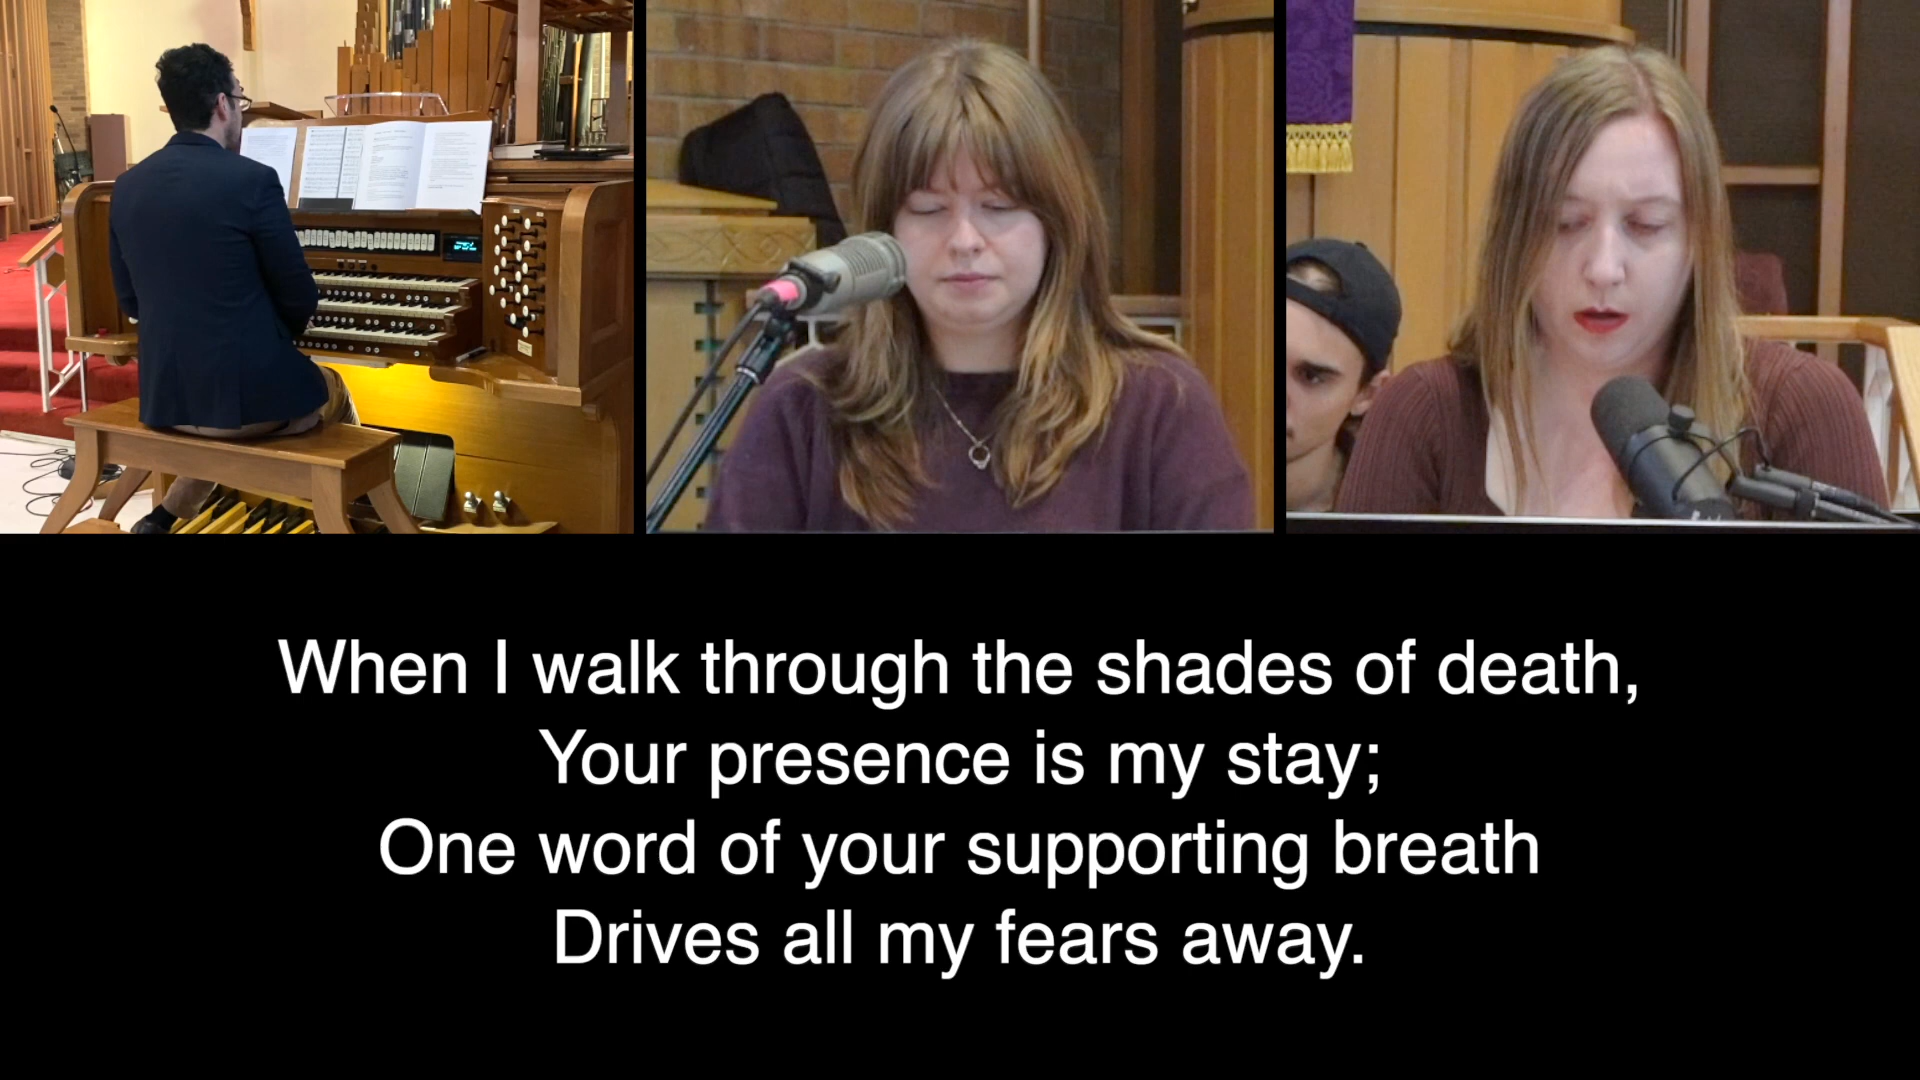 When I walk through the shades of death,
Your presence is my stay;
One word of your supporting breath
Drives all my fears away.